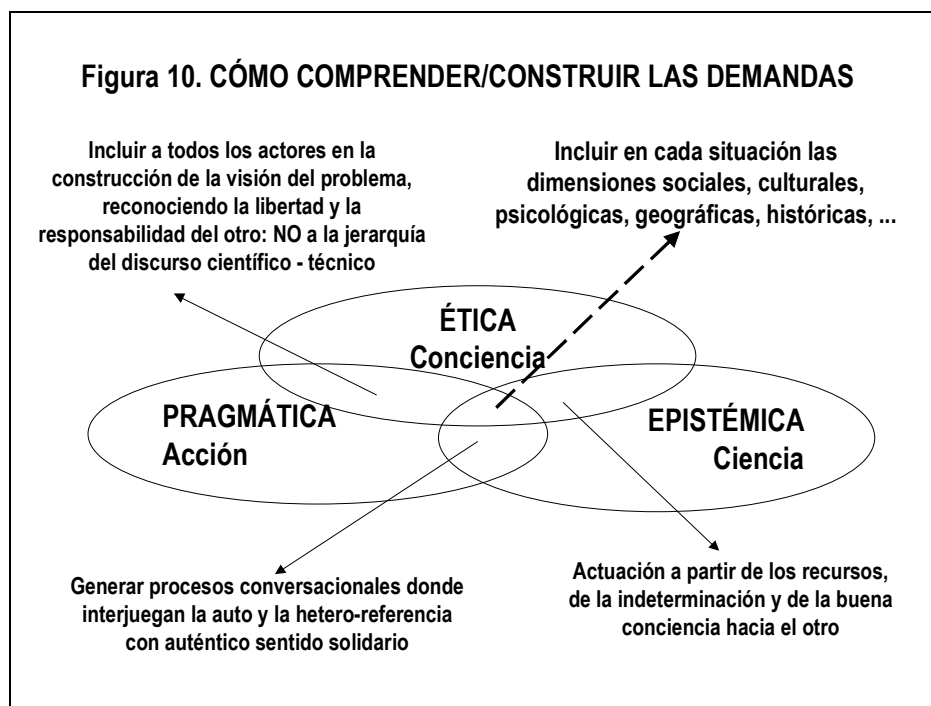 Figura 10. CÓMO COMPRENDER/CONSTRUIR LAS DEMANDAS
Incluir a todos los actores en la
construcción de la visión del problema,
reconociendo la libertad y la
responsabilidad del otro: NO a la jerarquía
del discurso científico - técnico
Incluir en cada situación las
dimensiones sociales, culturales,
psicológicas, geográficas, históricas, ...
ÉTICA
Conciencia
PRAGMÁTICA
Acción
EPISTÉMICA
Ciencia
Generar procesos conversacionales donde
interjuegan la auto y la hetero-referencia
con auténtico sentido solidario
Actuación a partir de los recursos,
de la indeterminación y de la buena
conciencia hacia el otro